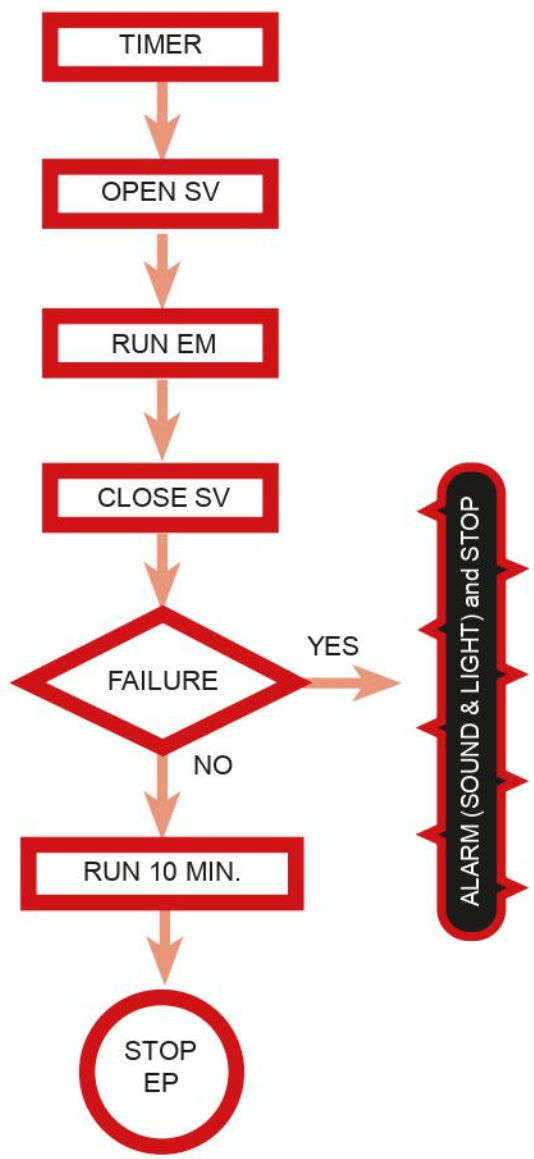 TIMER
OPEN SV
RUN EM
CLOSE SV
FAILURE
YES
ALARM (SOUND & LIGHT) and STOP
NO
RUN 10 MIN.
STOP
EP